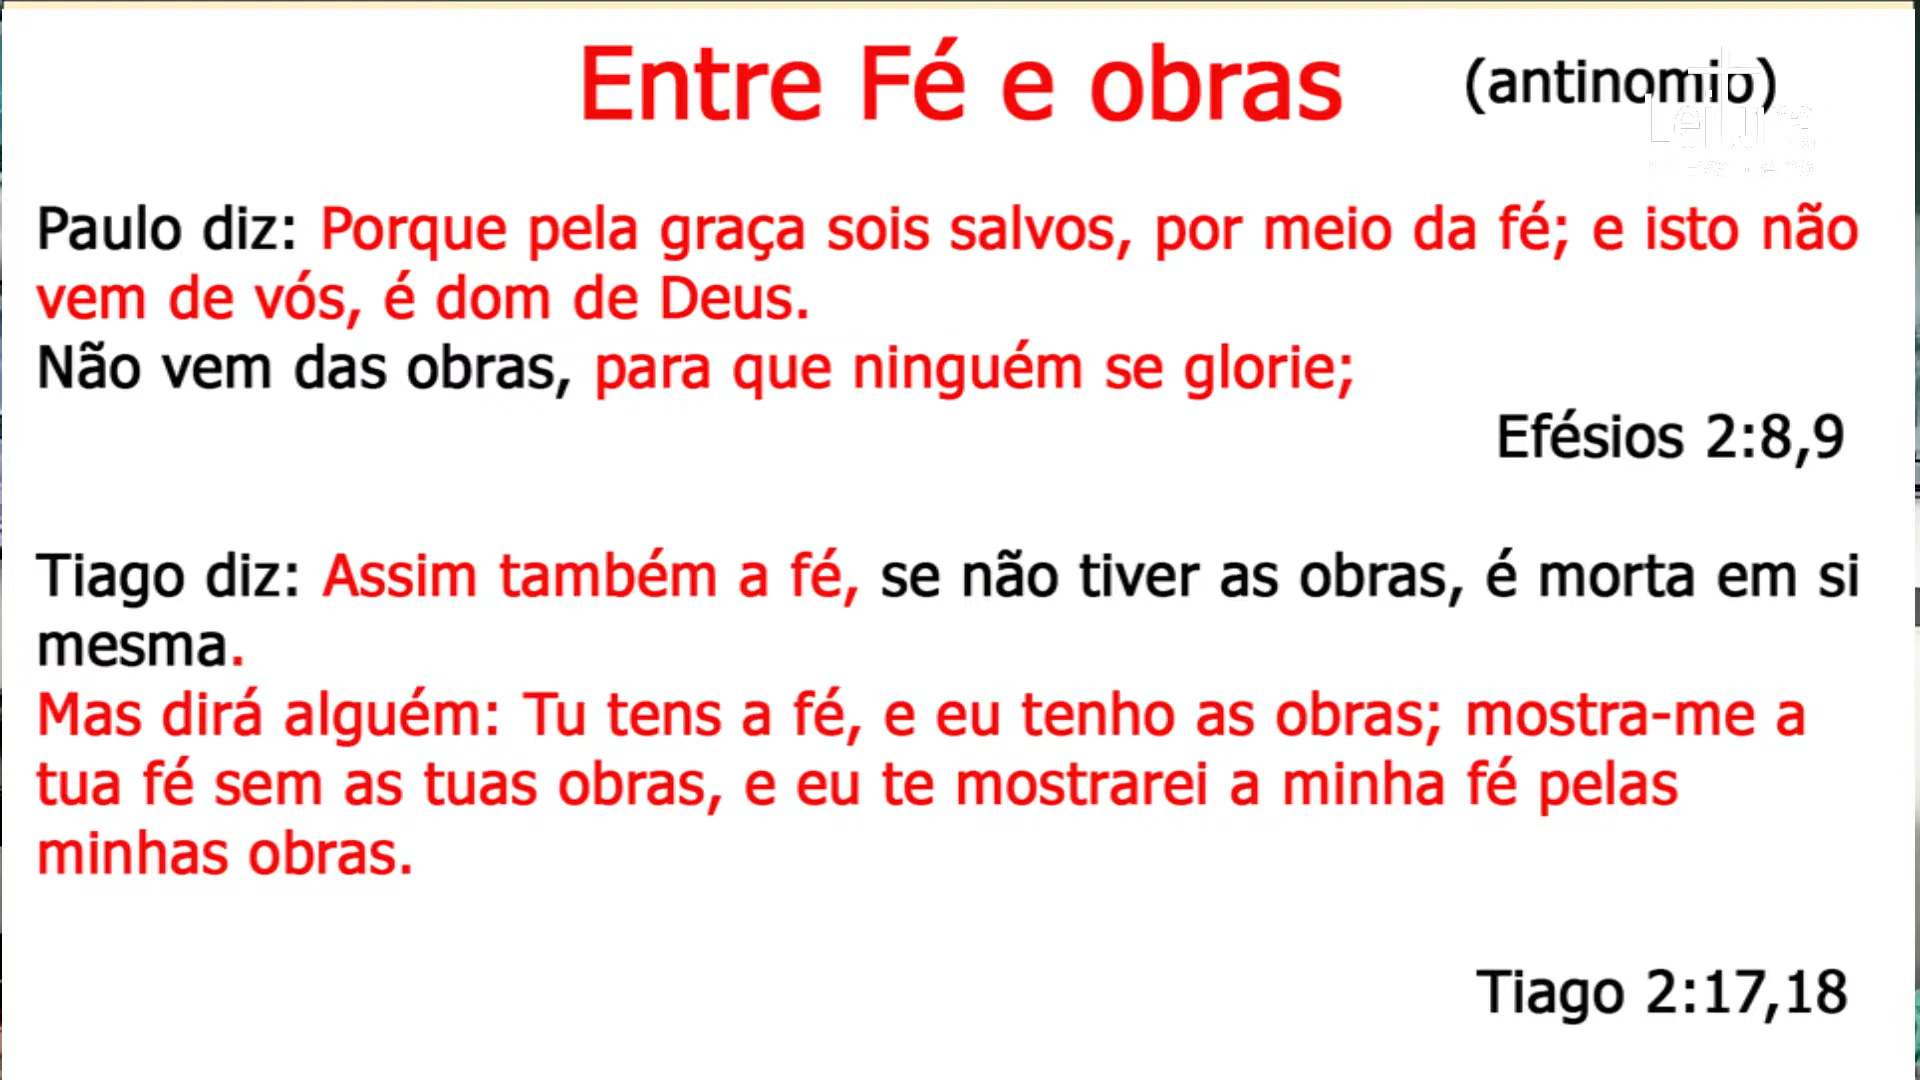 Entre Fé e obras (antinomio)
Leitura
Paulo diz: Porque pela graça sois salvos, por meio da fé; e isto não
vem de vós, é dom de Deus.
Não vem das obras, para que ninguém se glorie;
Efésios 2:8,9
Tiago diz: Assim também a fé, se não tiver as obras, é morta em si
mesma.
Mas dirá alguém: Tu tens a fé, e eu tenho as obras; mostra-me a
tua fé sem as tuas obras, e eu te mostrarei a minha fé pelas
minhas obras.
Tiago 2:17,18